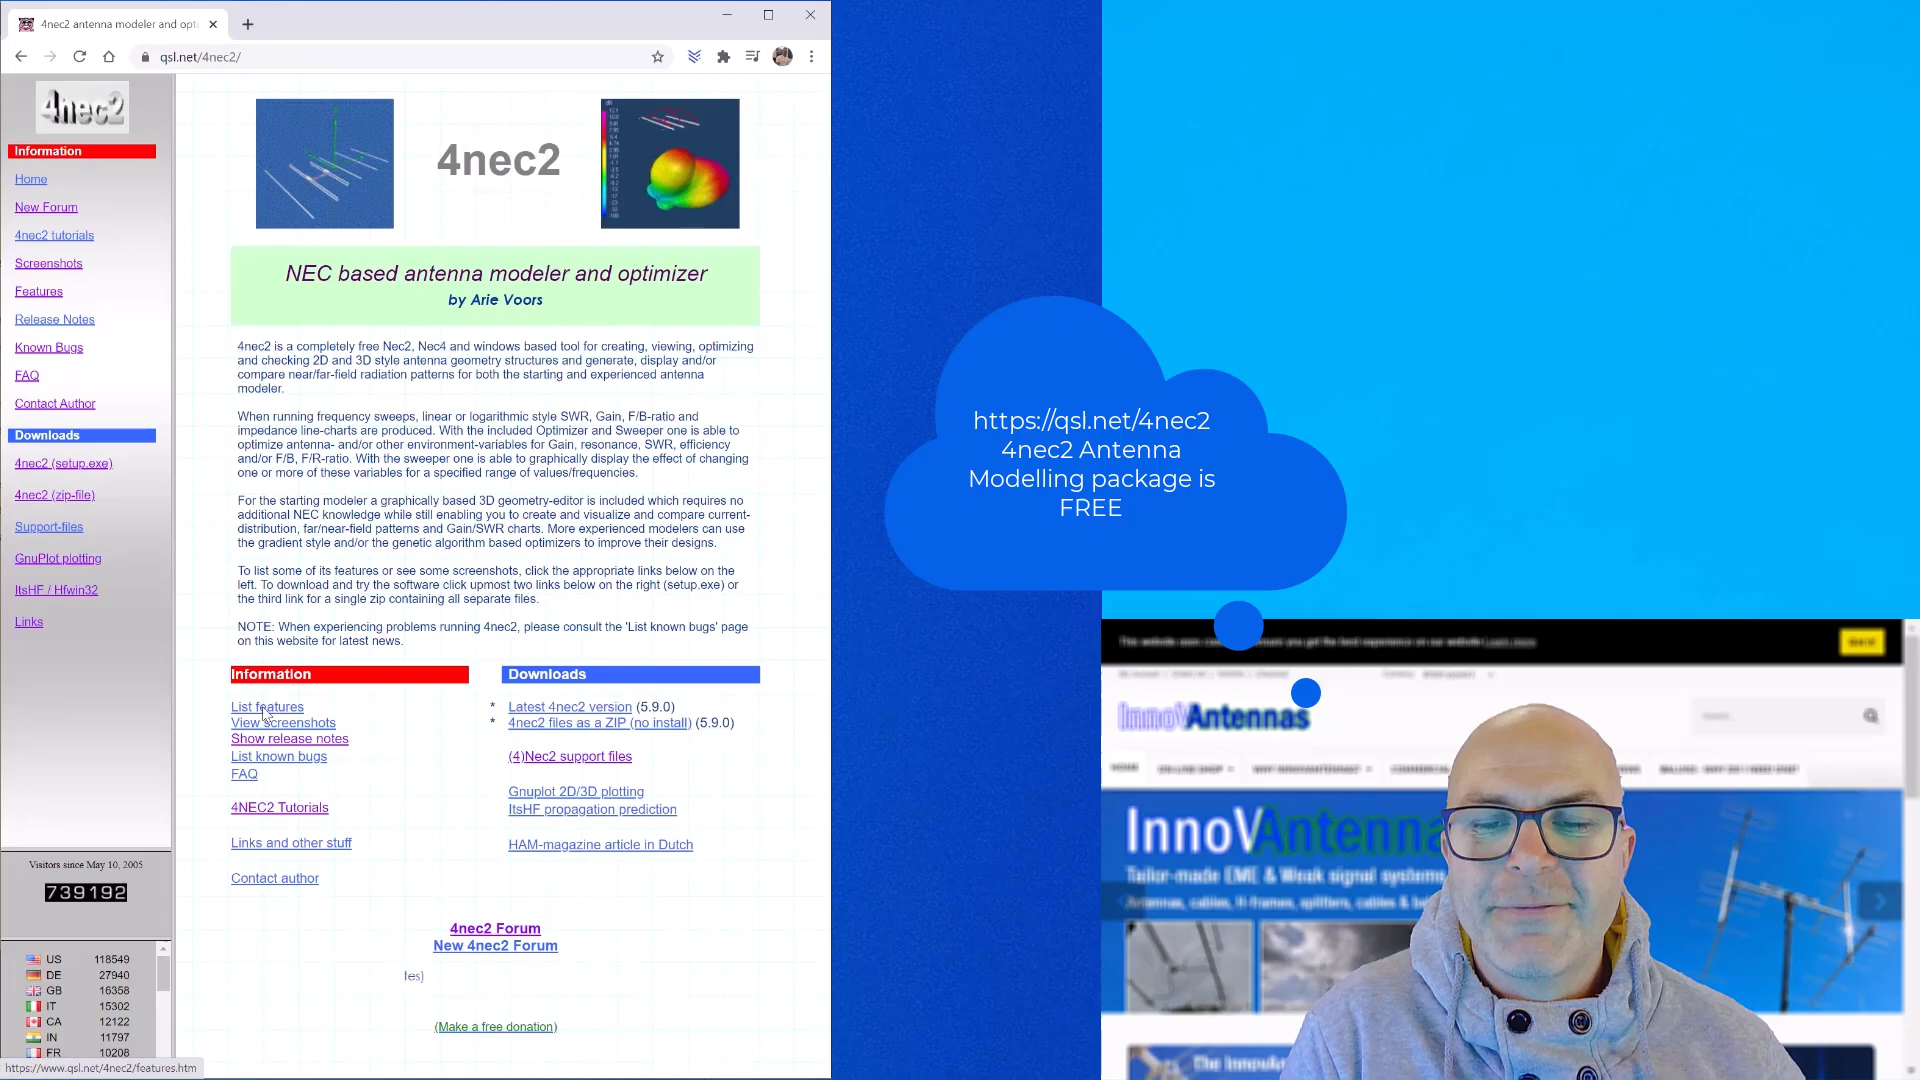 4nec2 antenna modeler and opti
qsl.net/4nec2/
4nec2
Information
Home
New Forum
4nec2 tutorials
Screenshots
Features
Release Notes
Known Bugs
FAQ
Contact Author
Downloads
4nec2 (setup.exe)
4nec2 (zip-file)
Support-files
GnuPlot plotting
ItsHF / Hfwin32
Links
Visitors since May 10, 2005
739192
US 118549
DE 27940
GB 16358
IT 15302
CA 12122
IN 11797
FR 10208
https://www.qsl.net/4nec2/features.htm
4nec2
NEC based antenna modeler and optimizer
by Arie Voors
4nec2 is a completely free Nec2, Nec4 and windows based tool for creating, viewing, optimizing
and checking 2D and 3D style antenna geometry structures and generate, display and/or
compare near/far-field radiation patterns for both the starting and experienced antenna
modeler.
When running frequency sweeps, linear or logarithmic style SWR, Gain, F/B-ratio and
impedance line-charts are produced. With the included Optimizer and Sweeper one is able to
optimize antenna- and/or other environment-variables for Gain, resonance, SWR, efficiency
and/or F/B, F/R-ratio. With the sweeper one is able to graphically display the effect of changing
one or more of these variables for a specified range of values/frequencies.
For the starting modeler a graphically based 3D geometry-editor is included which requires no
additional NEC knowledge while still enabling you to create and visualize and compare current-
distribution, far/near-field patterns and Gain/SWR charts. More experienced modelers can use
the gradient style and/or the genetic algorithm based optimizers to improve their designs.
To list some of its features or see some screenshots, click the appropriate links below on the
left. To download and try the software click upmost two links below on the right (setup.exe) or
the third link for a single zip containing all separate files.
NOTE: When experiencing problems running 4nec2, please consult the 'List known bugs' page
on this website for latest news.
Information
List features
View screenshots
Show release notes
List known bugs
FAQ
4NEC2 Tutorials
Links and other stuff
Contact author
Downloads
* Latest 4nec2 version (5.9.0)
* 4nec2 files as a ZIP (no install) (5.9.0)
(4)Nec2 support files
Gnuplot 2D/3D plotting
ItsHF propagation prediction
HAM-magazine article in Dutch
4nec2 Forum
New 4nec2 Forum
tes)
(Make a free donation)
https://qsl.net/4nec2
4nec2 Antenna
Modelling package is
FREE
InnoVAntennas
HOME
InnoVAntenna
Tailor-made EME & Weak signal systems
Antennas, cables, H-frames, splitters, cables &
The InnovAnte